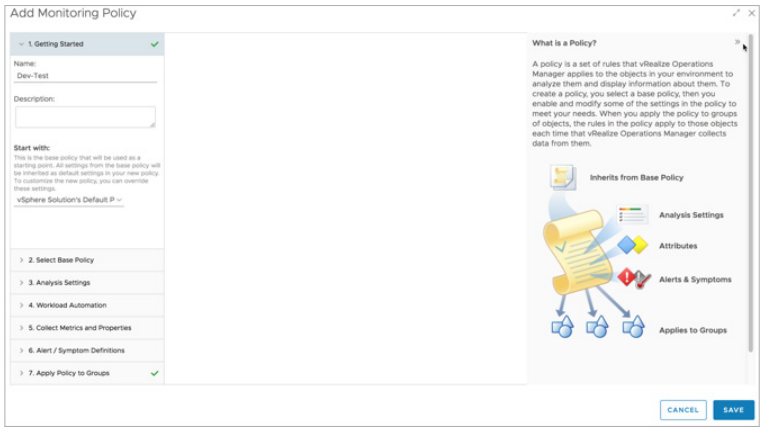 Add Monitoring Policy
1. Getting Started
Name:
Dev-Test
Description:
Start with:
This is the base policy that will be used as a
starting point. All settings from the base policy will
be inherited as default settings in your new policy.
To customize the new policy, you can override
these settings.
vSphere Solution's Default P
2. Select Base Policy
3. Analysis Settings
4. Workload Automation
5. Collect Metrics and Properties
6. Alert / Symptom Definitions
7. Apply Policy to Groups
What is a Policy?
A policy is a set of rules that vRealize Operations
Manager applies to the objects in your environment to
analyze them and display information about them. To
create a policy, you select a base policy, then you
enable and modify some of the settings in the policy to
meet your needs. When you apply the policy to groups
of objects, the rules in the policy apply to those objects
each time that vRealize Operations Manager collects
data from them.
Inherits from Base Policy
Analysis Settings
Attributes
Alerts & Symptoms
Applies to Groups
CANCEL
SAVE